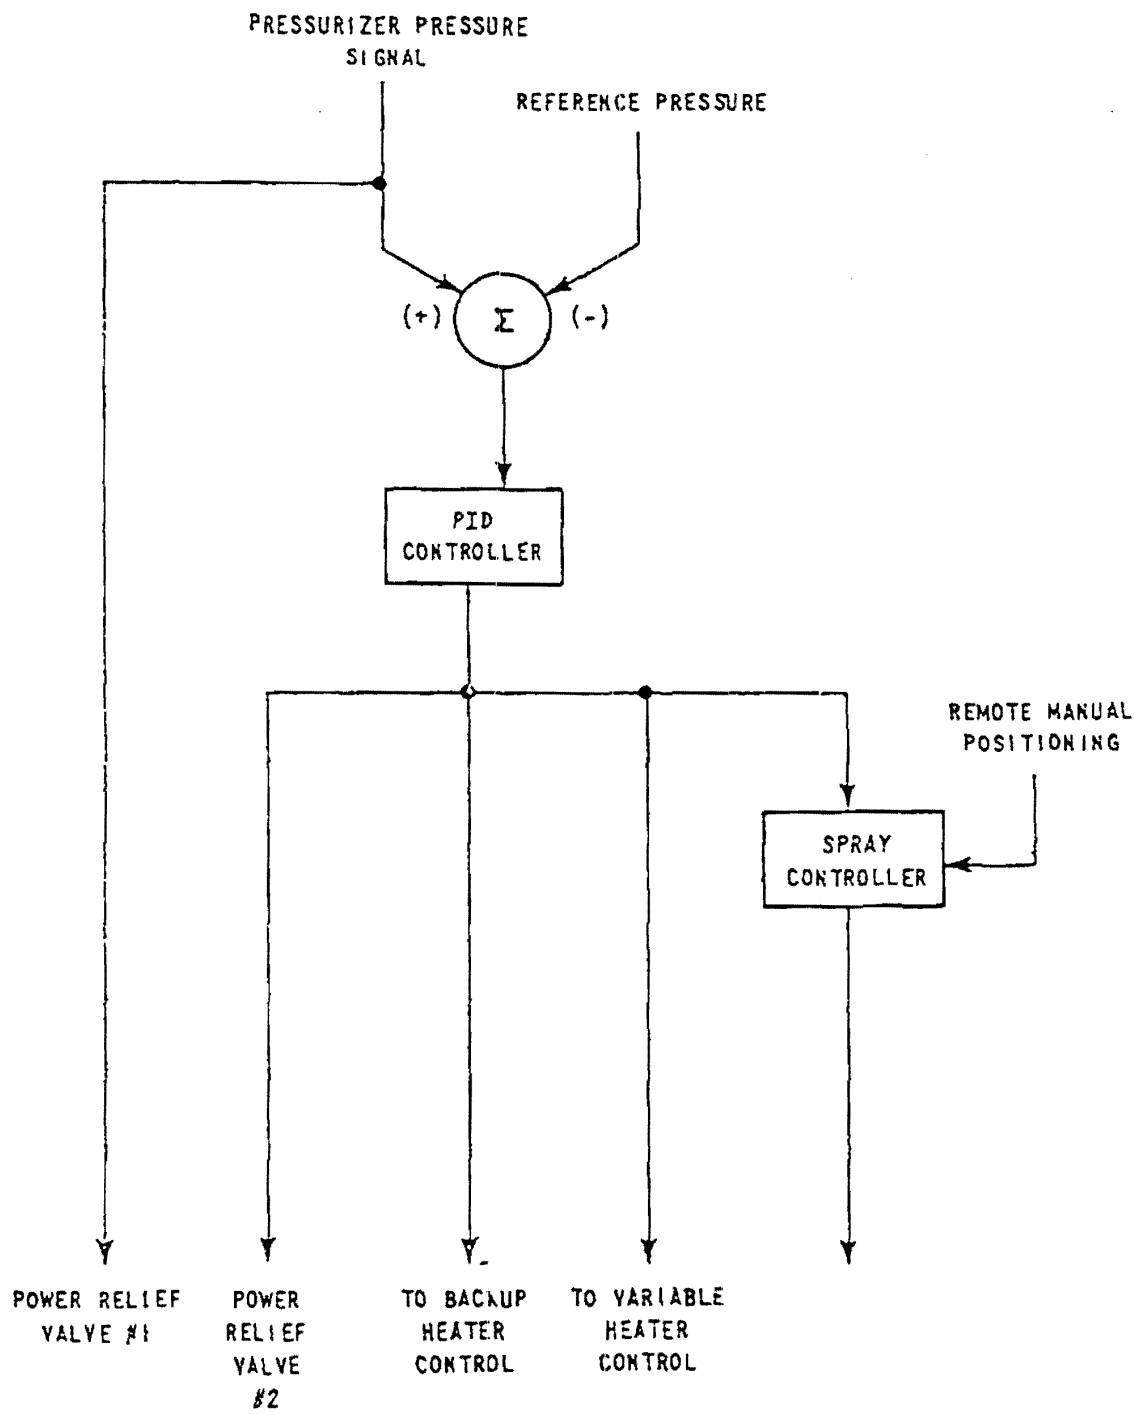 PRESSURIZER PRESSURE
SIGNAL
REFERENCE PRESSURE
(+)
Σ
(-)
PID
CONTROLLER
REMOTE MANUAL
POSITIONING
SPRAY
CONTROLLER
POWER RELIEF
VALVE #1
POWER
RELIEF
VALVE
#2
TO BACKUP
HEATER
CONTROL
TO VARIABLE
HEATER
CONTROL